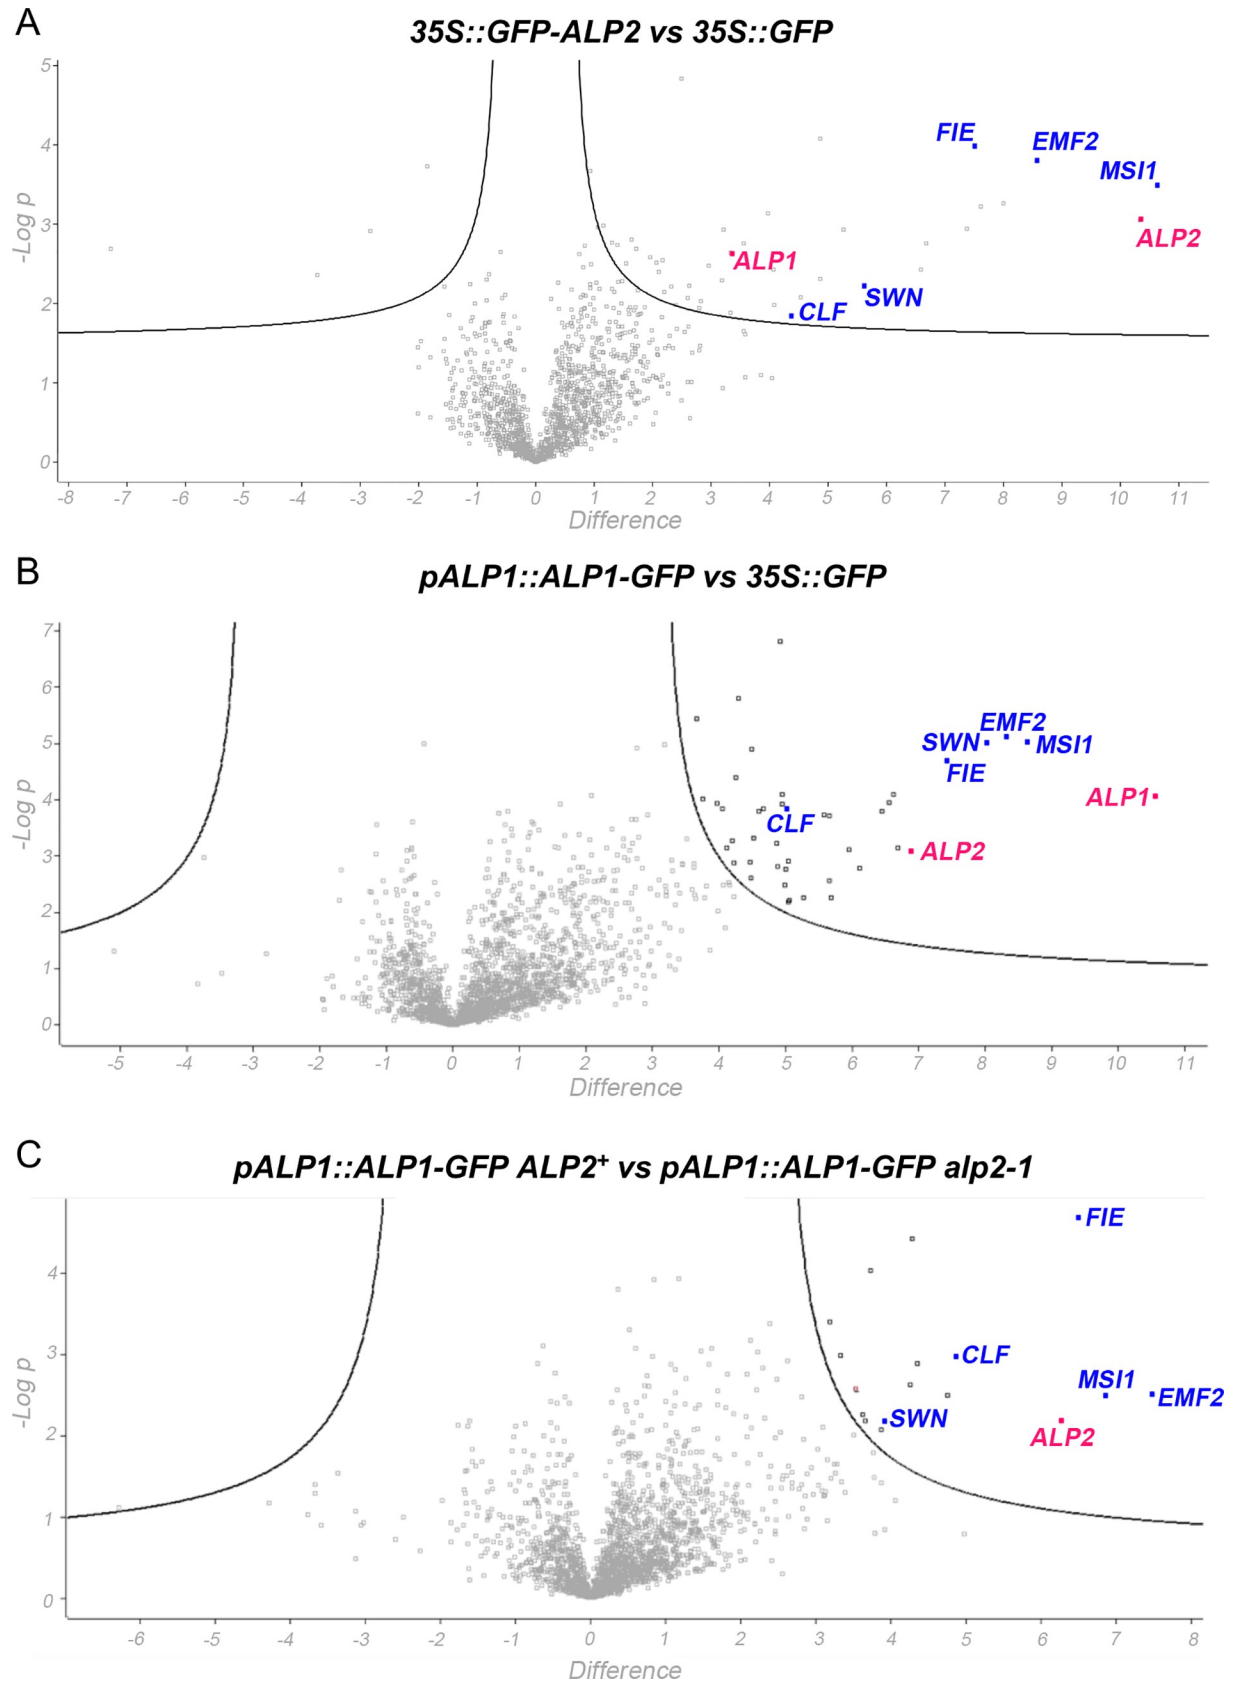 A
35S::GFP-ALP2 vs 35S::GFP
5
4
3
2
1
0
-Log p
FIE
EMF2
MSI1
ALP2
ALP1
SWN
CLF
-8 -7 -6 -5 -4 -3 -2 -1 0 1 2 3 4 5 6 7 8 9 10 11
Difference
B
pALP1::ALP1-GFP vs 35S::GFP
7
6
5
4
3
2
1
0
-Log p
EMF2
SWN
MSI1
FIE
ALP1
CLF
ALP2
-5 -4 -3 -2 -1 0 1 2 3 4 5 6 7 8 9 10 11
Difference
C
pALP1::ALP1-GFP ALP2⁺ vs pALP1::ALP1-GFP alp2-1
4
3
2
1
0
-Log p
FIE
CLF
MSI1
EMF2
SWN
ALP2
-6 -5 -4 -3 -2 -1 0 1 2 3 4 5 6 7 8
Difference